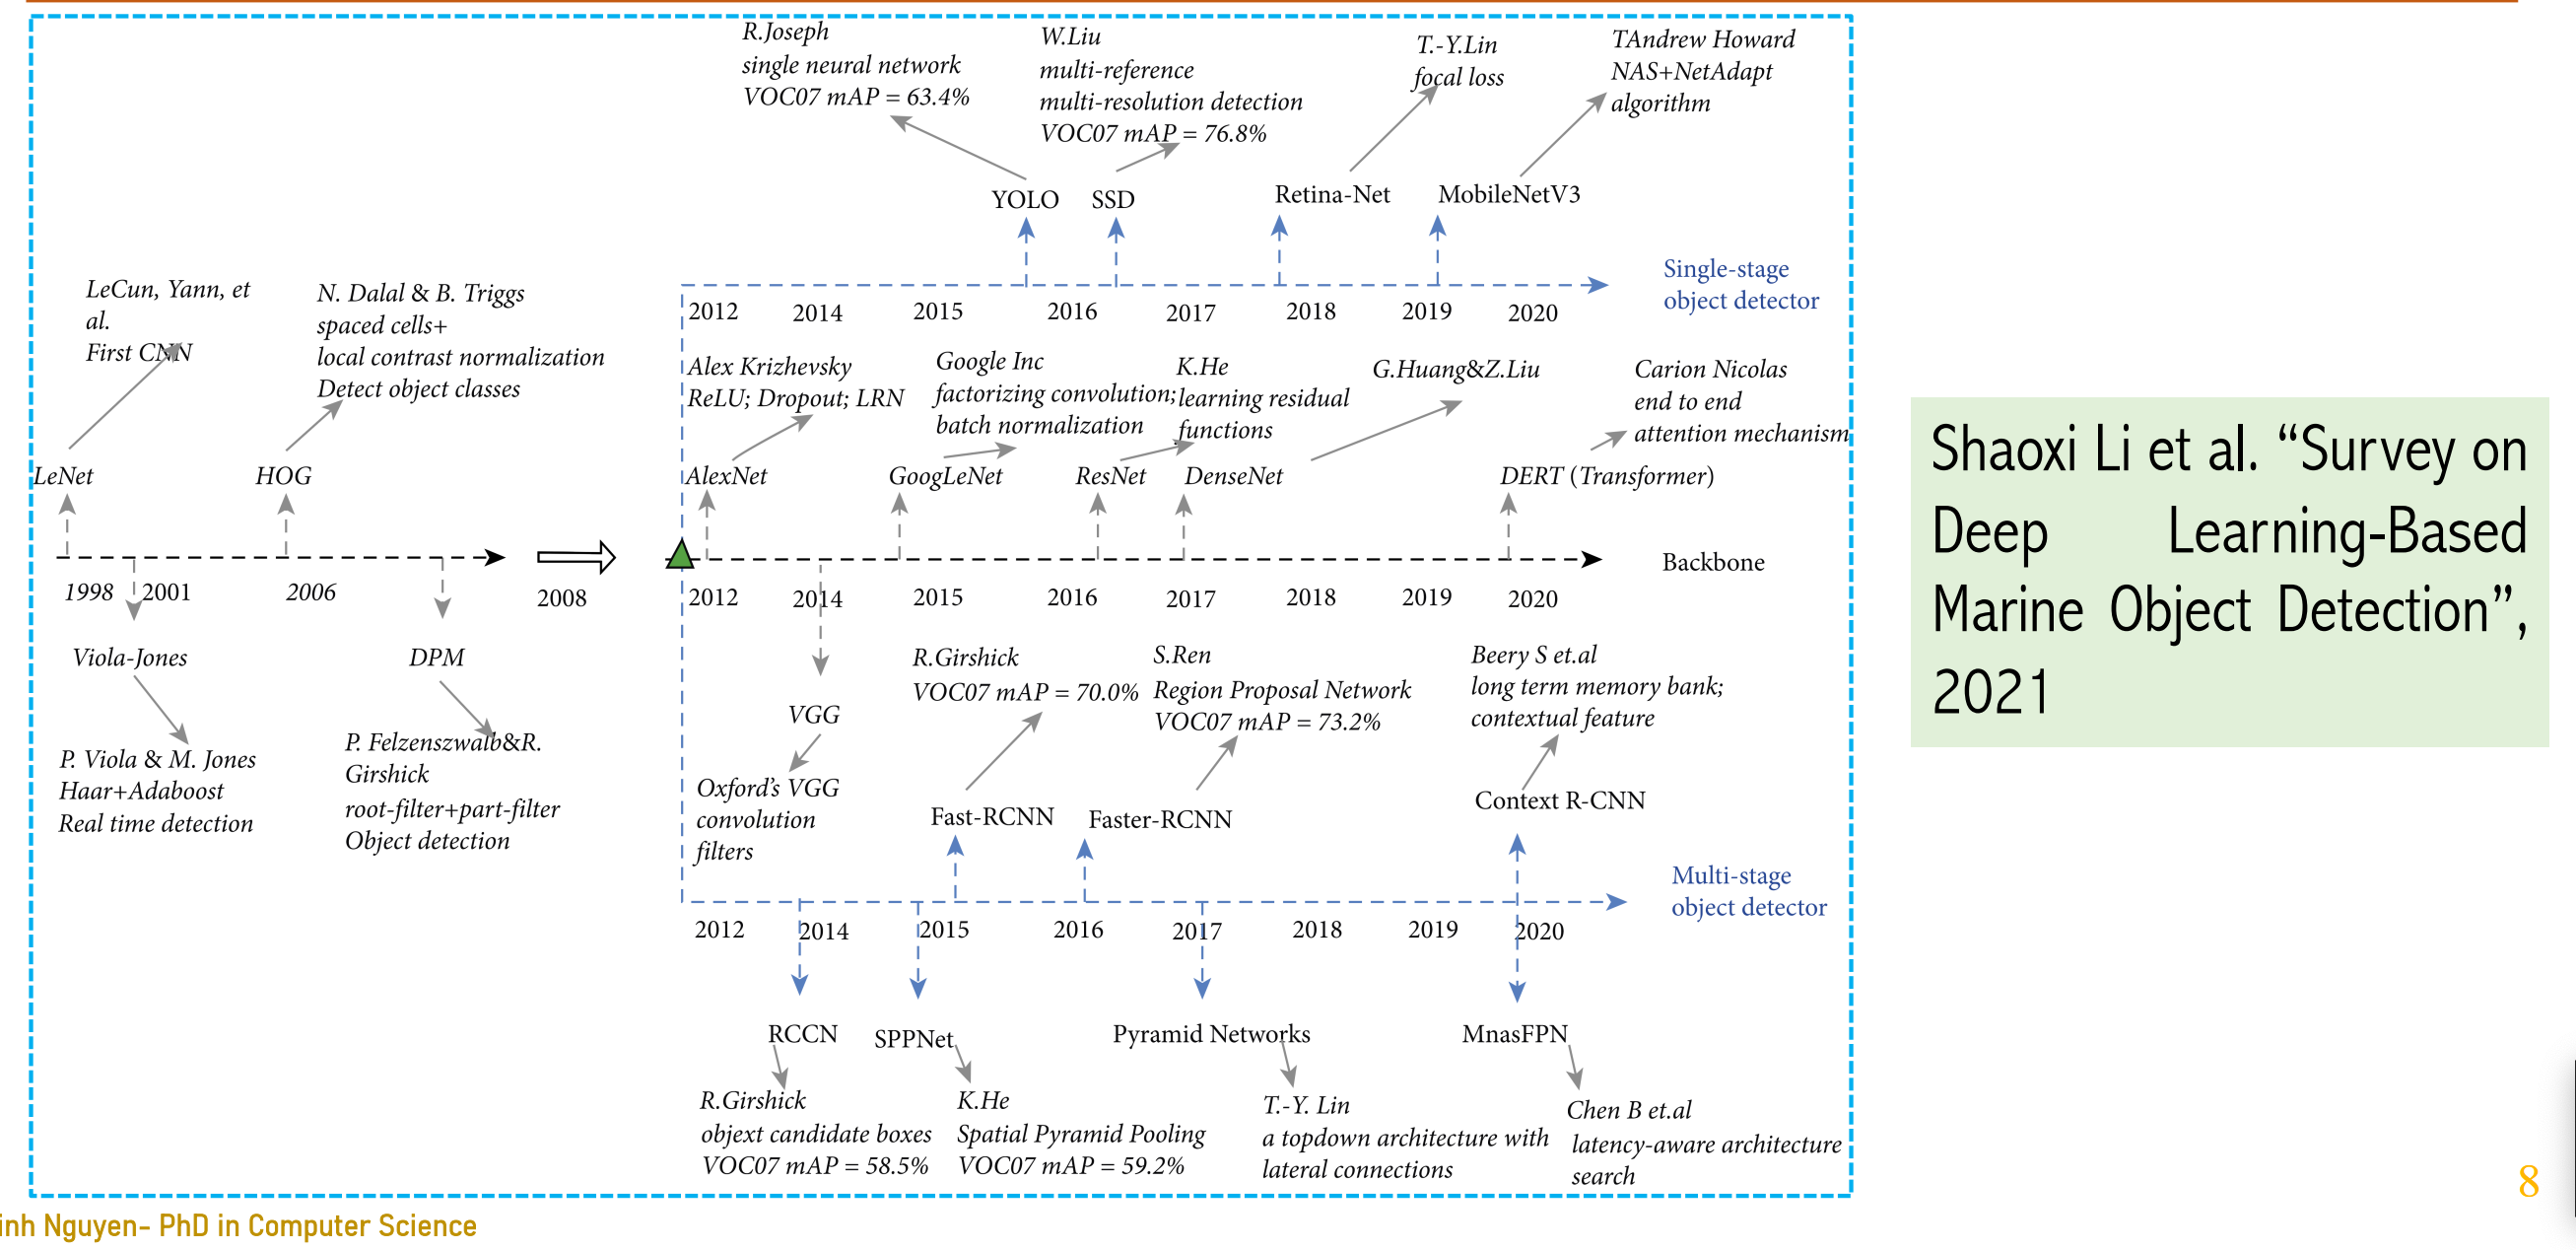 R.Joseph
single neural network
VOC07 mAP = 63.4%
W.Liu
multi-reference
multi-resolution detection
VOC07 mAP = 76.8%
T.-Y.Lin
focal loss
TAndrew Howard
NAS+NetAdapt
algorithm
YOLO
SSD
Retina-Net
MobileNetV3
Single-stage
object detector
2012 2014 2015 2016 2017 2018 2019 2020
LeCun, Yann, et
al.
First CNN
N. Dalal & B. Triggs
spaced cells+
local contrast normalization
Detect object classes
Alex Krizhevsky
ReLU; Dropout; LRN
Google Inc
factorizing convolution;
batch normalization
K.He
learning residual
functions
G.Huang&Z.Liu
Carion Nicolas
end to end
attention mechanism
LeNet
HOG
AlexNet
GoogLeNet
ResNet
DenseNet
DERT (Transformer)
Backbone
1998 2001 2006 2008
2012 2014 2015 2016 2017 2018 2019 2020
Viola-Jones
DPM
P. Viola & M. Jones
Haar+Adaboost
Real time detection
P. Felzenszwalb&R.
Girshick
root-filter+part-filter
Object detection
VGG
Oxford's VGG
convolution
filters
R.Girshick
VOC07 mAP = 70.0%
S.Ren
Region Proposal Network
VOC07 mAP = 73.2%
Beery S et.al
long term memory bank;
contextual feature
Fast-RCNN
Faster-RCNN
Context R-CNN
Multi-stage
object detector
2012 2014 2015 2016 2017 2018 2019 2020
RCCN
SPPNet
Pyramid Networks
MnasFPN
R.Girshick
objext candidate boxes
VOC07 mAP = 58.5%
K.He
Spatial Pyramid Pooling
VOC07 mAP = 59.2%
T.-Y. Lin
a topdown architecture with
lateral connections
Chen B et.al
latency-aware architecture
search
Shaoxi Li et al. “Survey on
Deep Learning-Based
Marine Object Detection”,
2021
8
inh Nguyen- PhD in Computer Science